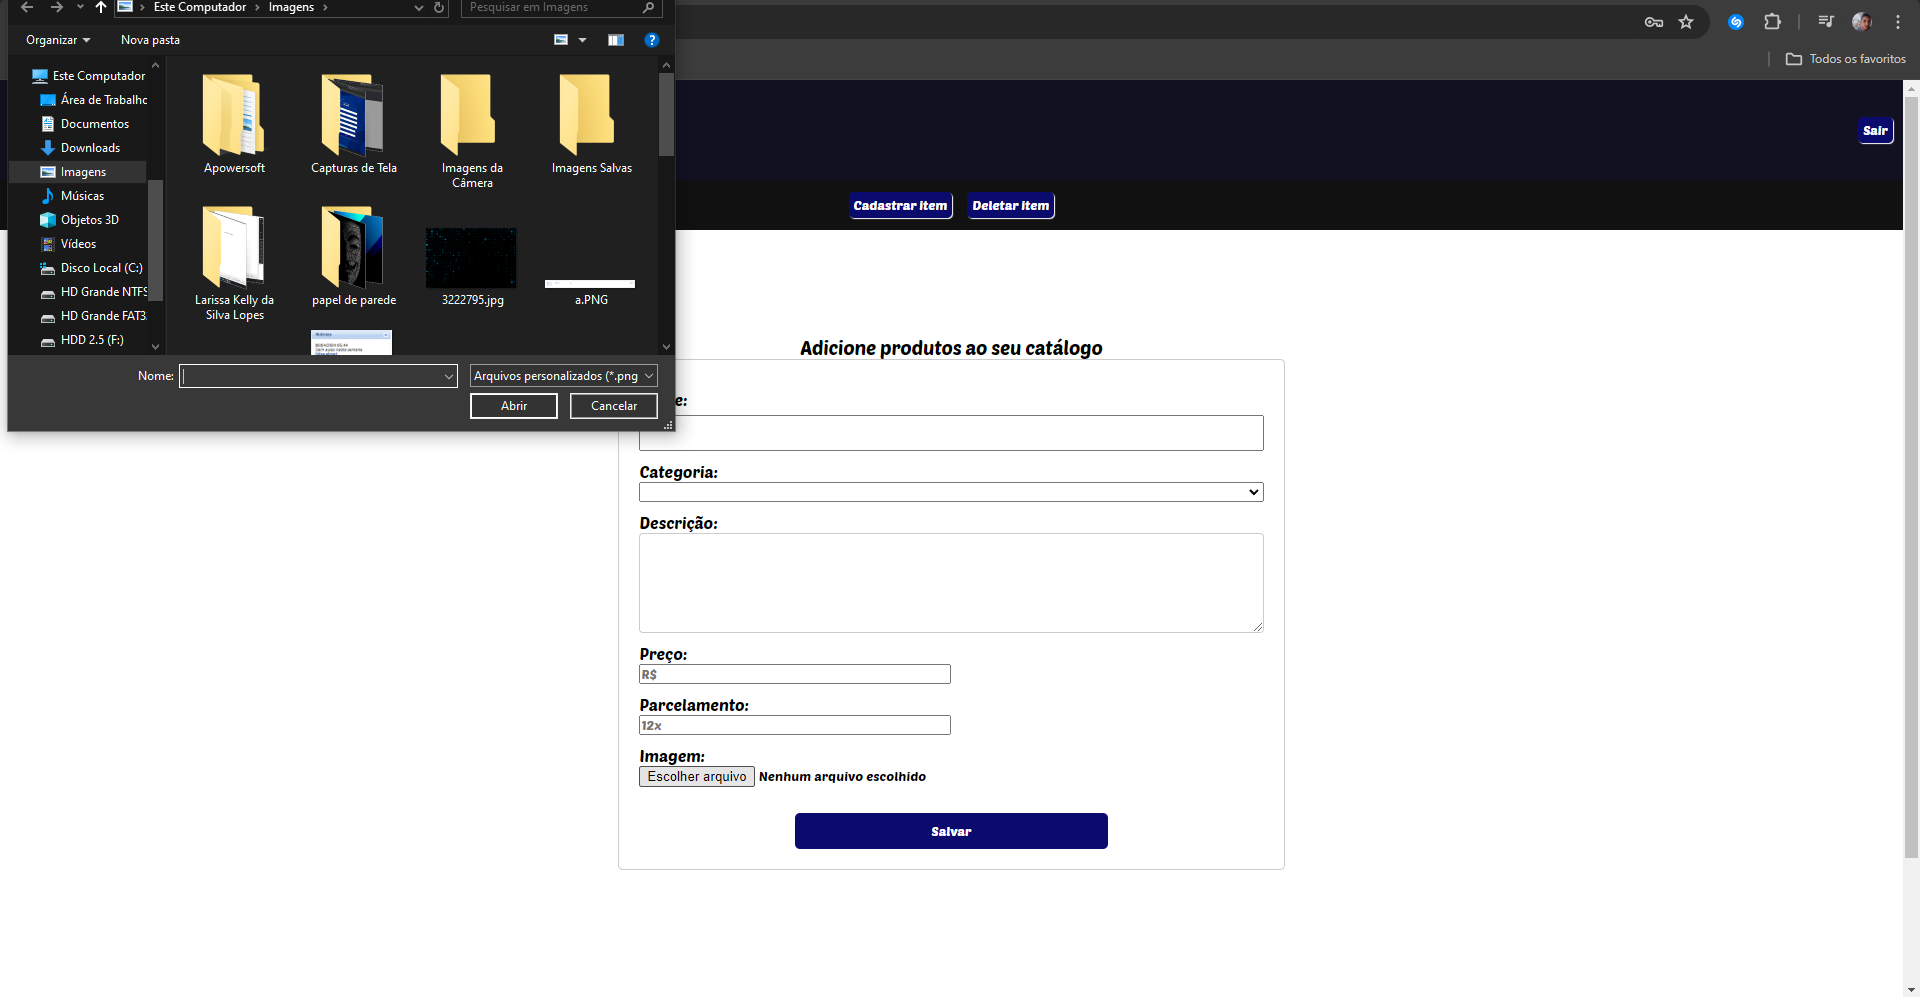 Este Computador
Imagens
Pesquisar em Imagens
Organizar
Nova pasta
Este Computador
Área de Trabalho
Documentos
Downloads
Imagens
Músicas
Objetos 3D
Vídeos
Disco Local (C:)
HD Grande NTFS
HD Grande FAT3
HDD 2.5 (F:)
Apowersoft
Capturas de Tela
Imagens da
Câmera
Imagens Salvas
Larissa Kelly da
Silva Lopes
papel de parede
3222795.jpg
a.PNG
Nome:
Arquivos personalizados (*.png
Abrir
Cancelar
Todos os favoritos
Sair
Cadastrar item
Deletar item
Adicione produtos ao seu catálogo
e:
Categoria:
Descrição:
Preço:
R$
Parcelamento:
12x
Imagem:
Escolher arquivo Nenhum arquivo escolhido
Salvar